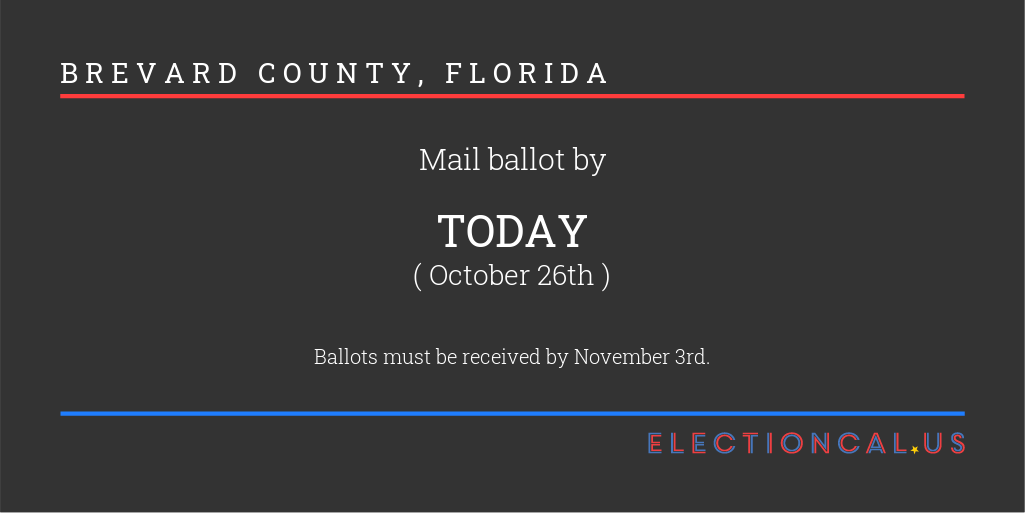 BREVARD COUNTY, FLORIDA
Mail ballot by
TODAY
( October 26th )
Ballots must be received by November 3rd.
ELECTIONCAL.US